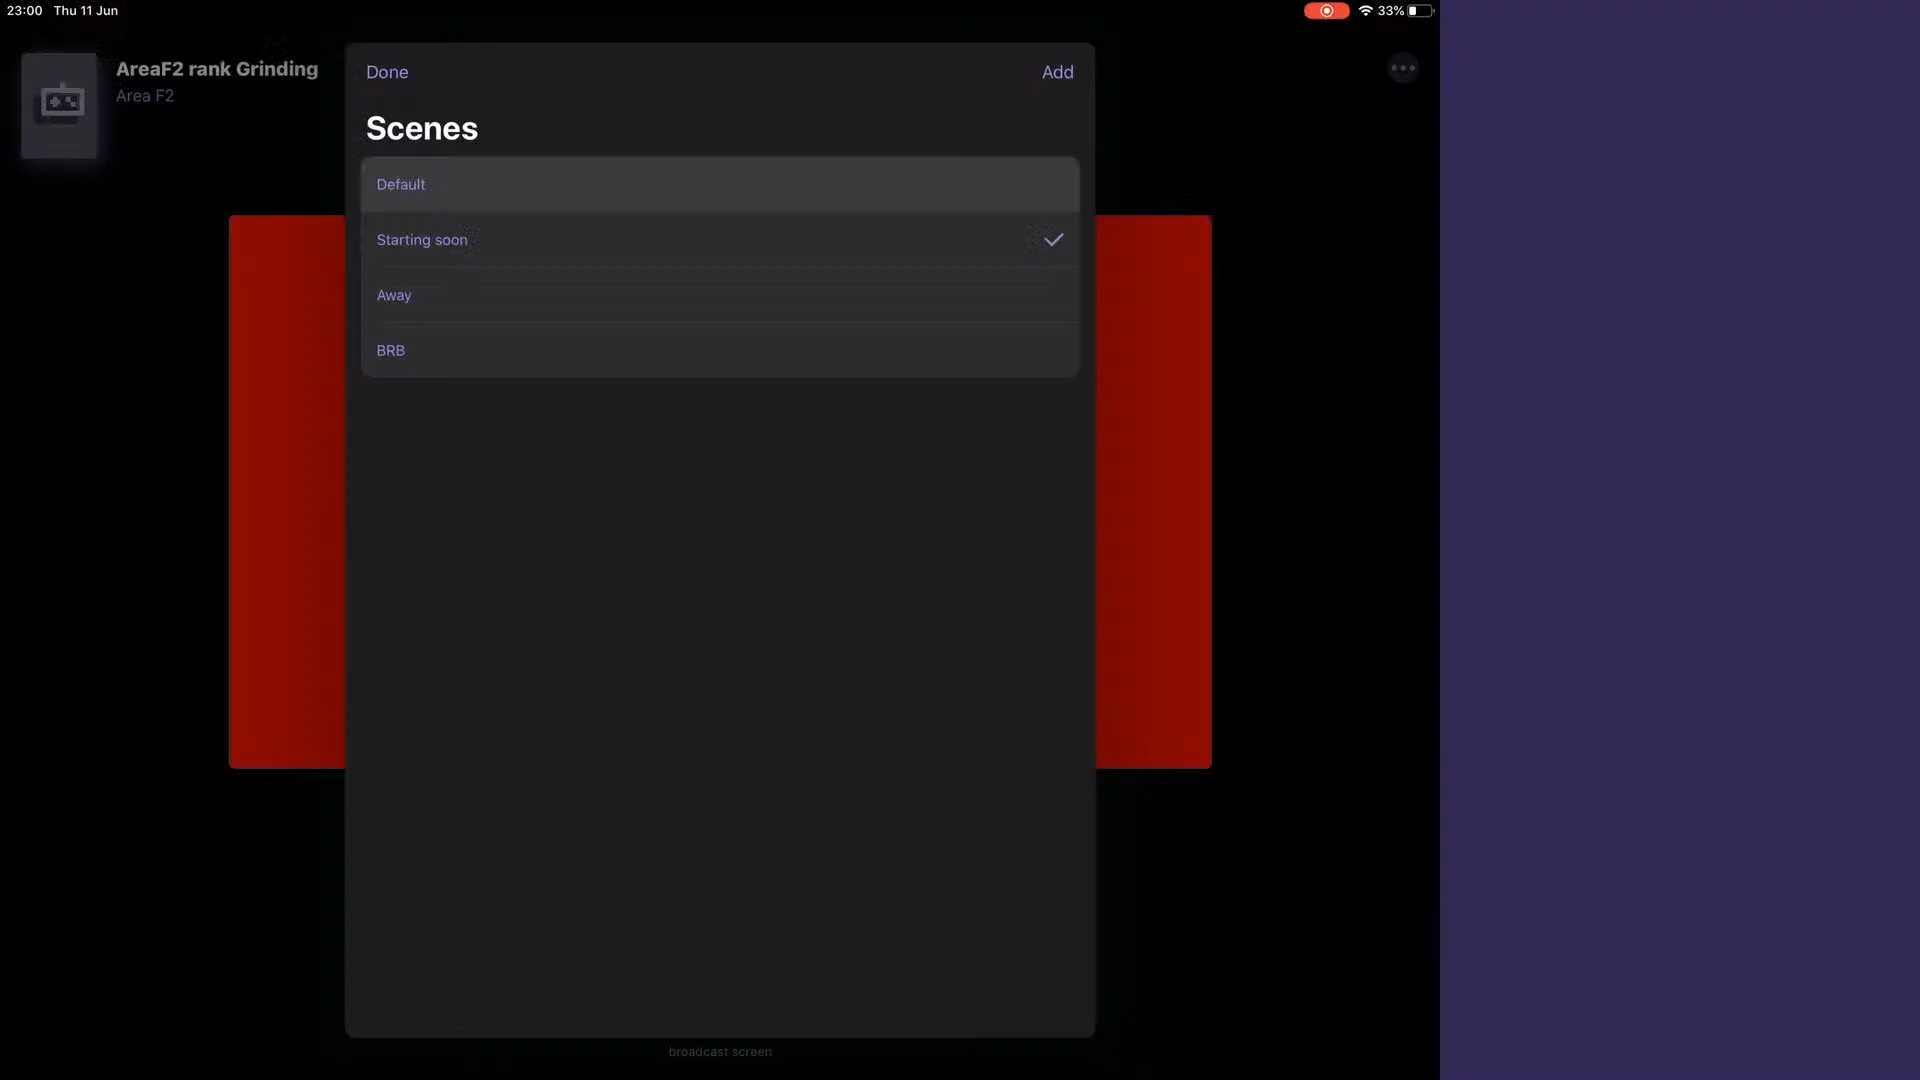 23:00 Thu 11 Jun
33%
AreaF2 rank Grinding
Area F2
Done
Add
Scenes
Default
Starting soon
Away
BRB
broadcast screen